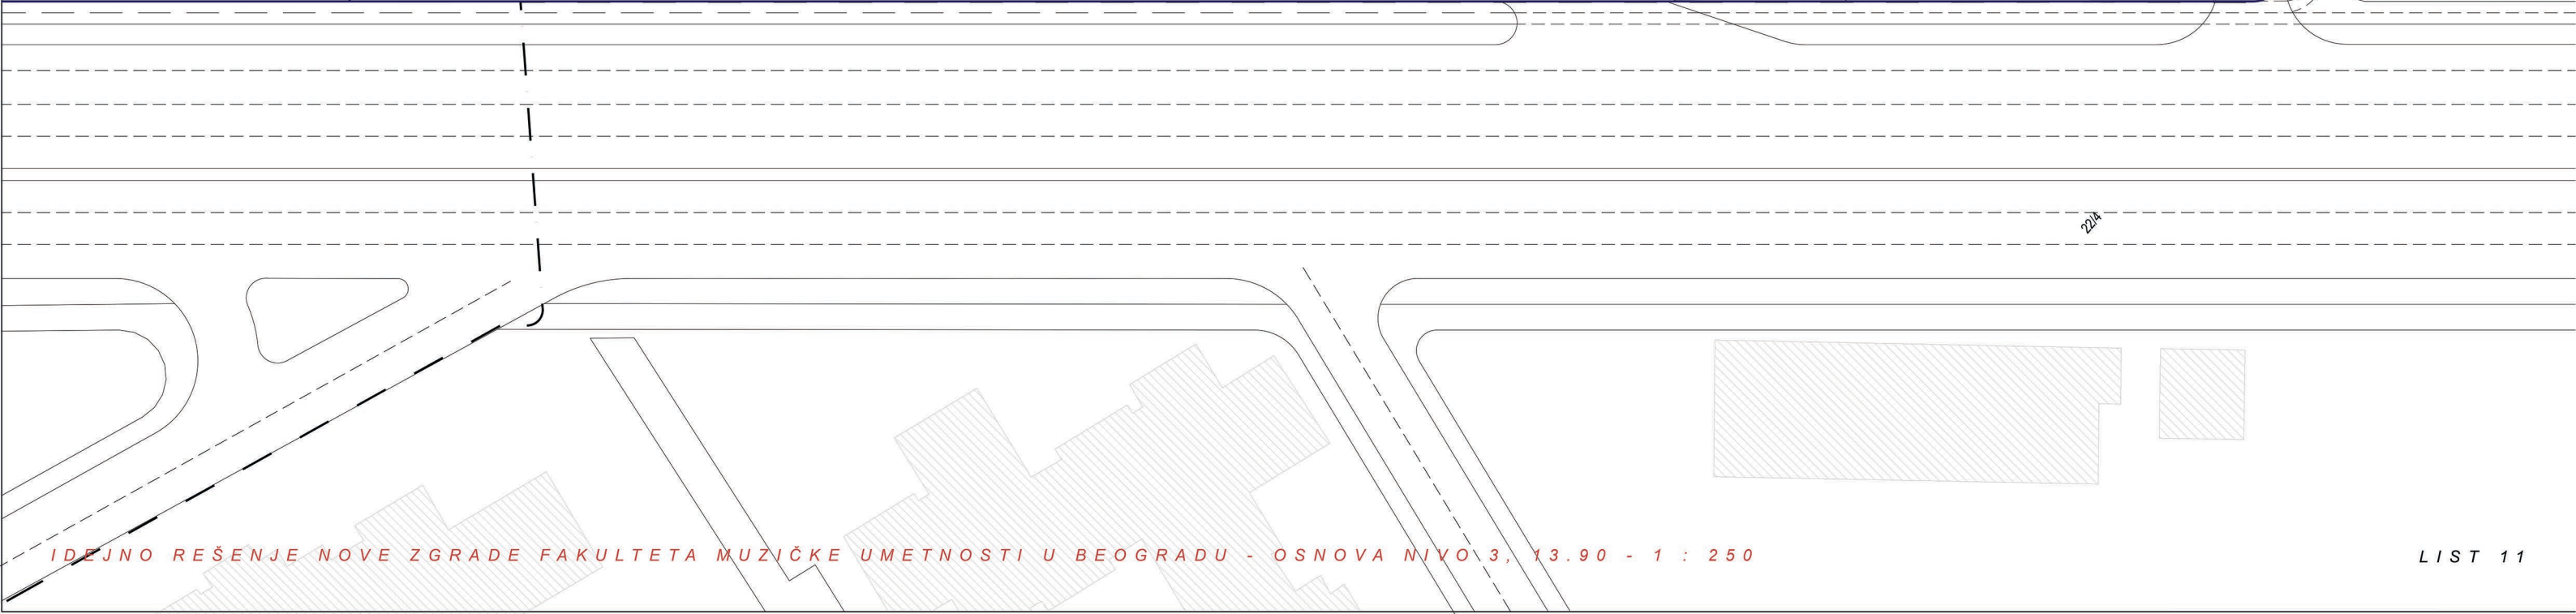 22/4
IDEJNO REŠENJE NOVE ZGRADE FAKULTETA MUZIČKE UMETNOSTI U BEOGRADU - OSNOVA NIVO 3, 13.90 - 1 : 250
LIST 11